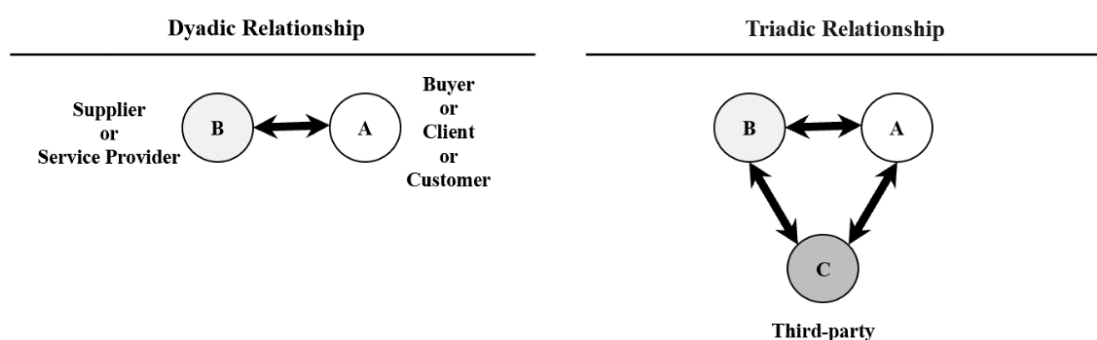 Dyadic Relationship
Supplier
or
Service Provider
B
A
Buyer
or
Client
or
Customer
Triadic Relationship
B
A
C
Third-party